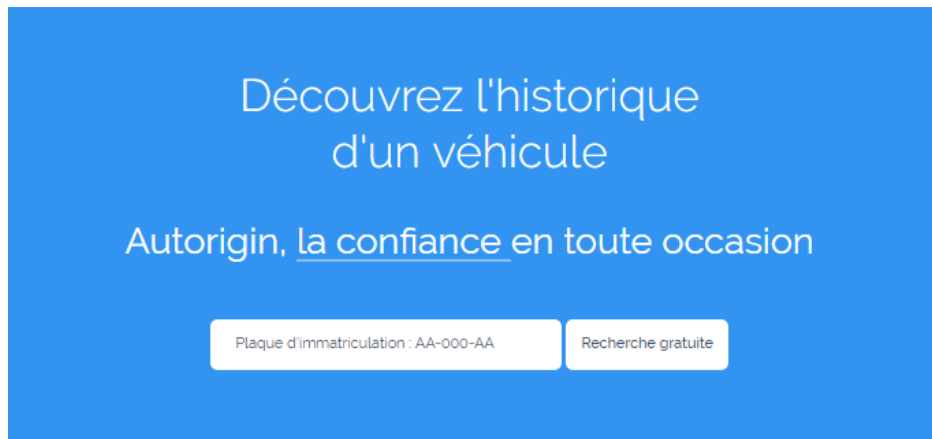 Découvrez l'historique
d'un véhicule
Autorigin, la confiance en toute occasion
Plaque d'immatriculation : AA-000-AA
Recherche gratuite